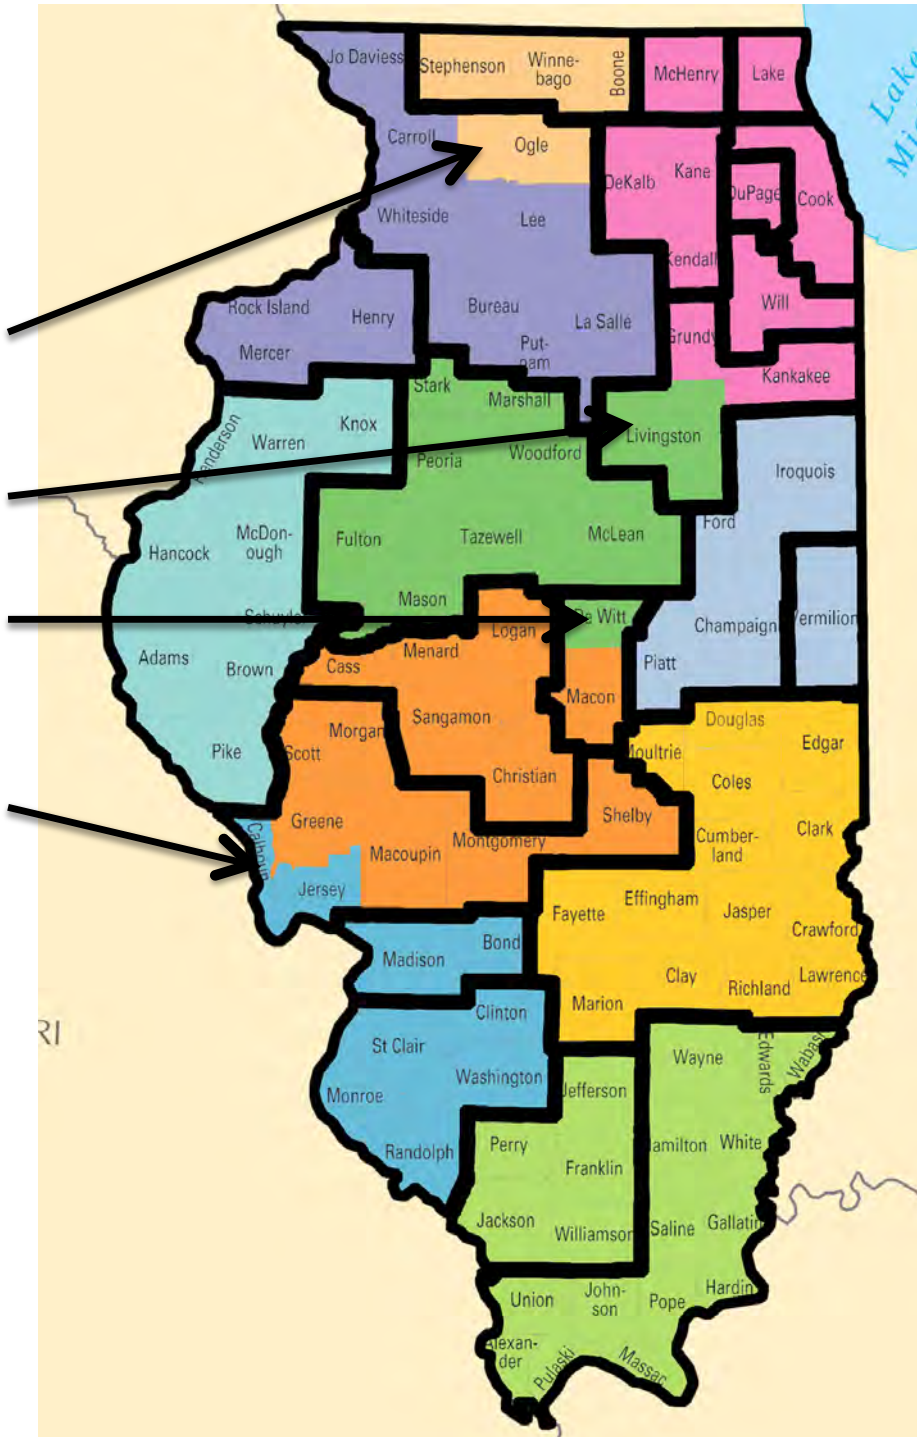 Jo Daviess
Stephenson
Winne-
bago
Boone
McHenry
Lake
Lake
Carroll
Ogle
DeKalb
Kane
DuPage
Cook
Whiteside
Lee
Kendall
Rock Island
Henry
Bureau
La Salle
Will
Mercer
Put-
nam
Grundy
Kankakee
Stark
Marshall
Henderson
Warren
Knox
Peoria
Woodford
Livingston
Iroquois
Hancock
McDon-
ough
Fulton
Tazewell
McLean
Ford
Schuyler
Mason
Logan
De Witt
Champaign
Vermilion
Adams
Brown
Cass
Menard
Piatt
Macon
Pike
Scott
Morgan
Sangamon
Christian
Moultrie
Douglas
Edgar
Coles
Greene
Calhoun
Jersey
Macoupin
Montgomery
Shelby
Cumber-
land
Clark
Fayette
Effingham
Jasper
Crawford
Madison
Bond
Marion
Clay
Richland
Lawrence
RI
St Clair
Clinton
Wayne
Edwards
Wabash
Monroe
Washington
Jefferson
Randolph
Perry
Franklin
amilton
White
Jackson
Williamson
Saline
Gallatin
Union
John-
son
Pope
Hardin
Alexan-
der
Pulaski
Massac